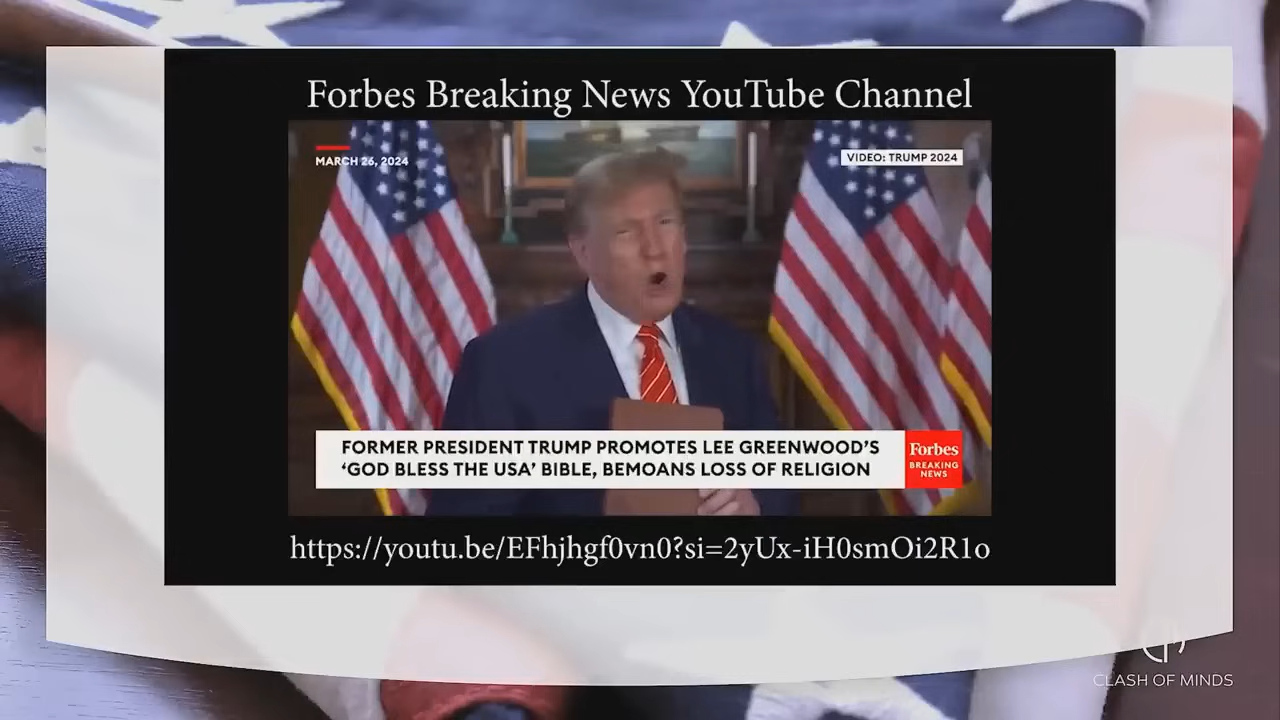 Forbes Breaking News YouTube Channel
MARCH 26, 2024
VIDEO: TRUMP 2024
FORMER PRESIDENT TRUMP PROMOTES LEE GREENWOOD'S
'GOD BLESS THE USA' BIBLE, BEMOANS LOSS OF RELIGION
Forbes
BREAKING
NEWS
https://youtu.be/EFhjhgf0vn0?si=2yUx-iH0smOi2R1o
CLASH OF MINDS